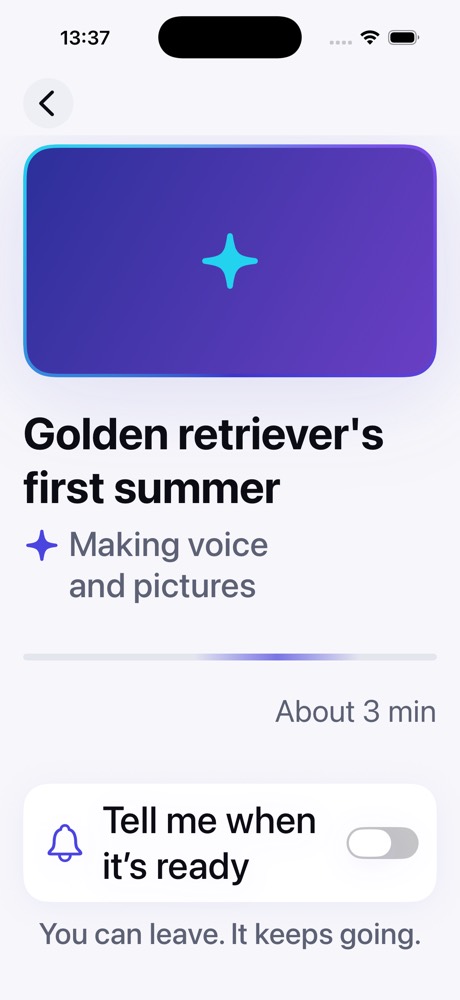 13:37
Golden retriever's
first summer
Making voice
and pictures
About 3 min
Tell me when
it’s ready
You can leave. It keeps going.